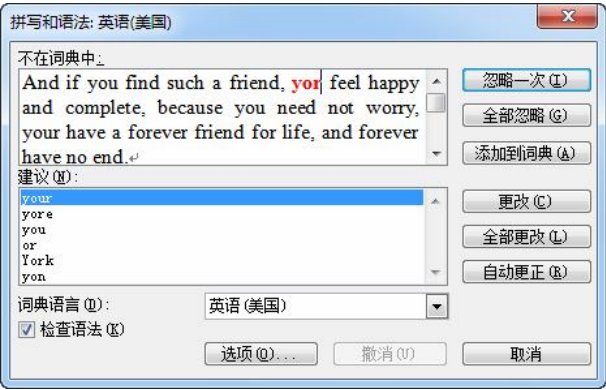 拼写和语法: 英语(美国)
不在词典中:
And if you find such a friend, yor feel happy
and complete, because you need not worry,
your have a forever friend for life, and forever
have no end.↵
忽略一次(I)
全部忽略(G)
添加到词典(A)
建议(N):
your
yore
you
or
York
yon
更改(C)
全部更改(L)
自动更正(R)
词典语言(D):
英语(美国)
检查语法(K)
选项(O)...
撤消(U)
取消